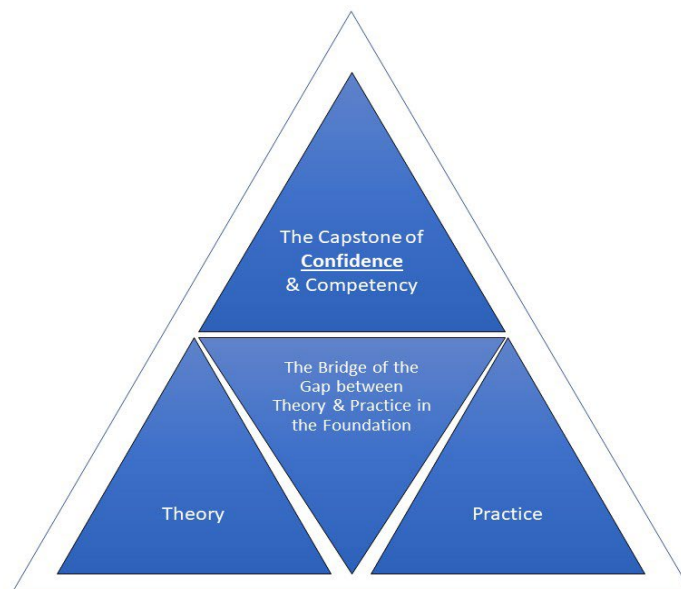 The Capstone of
Confidence
& Competency
The Bridge of the
Gap between
Theory & Practice in
the Foundation
Theory
Practice